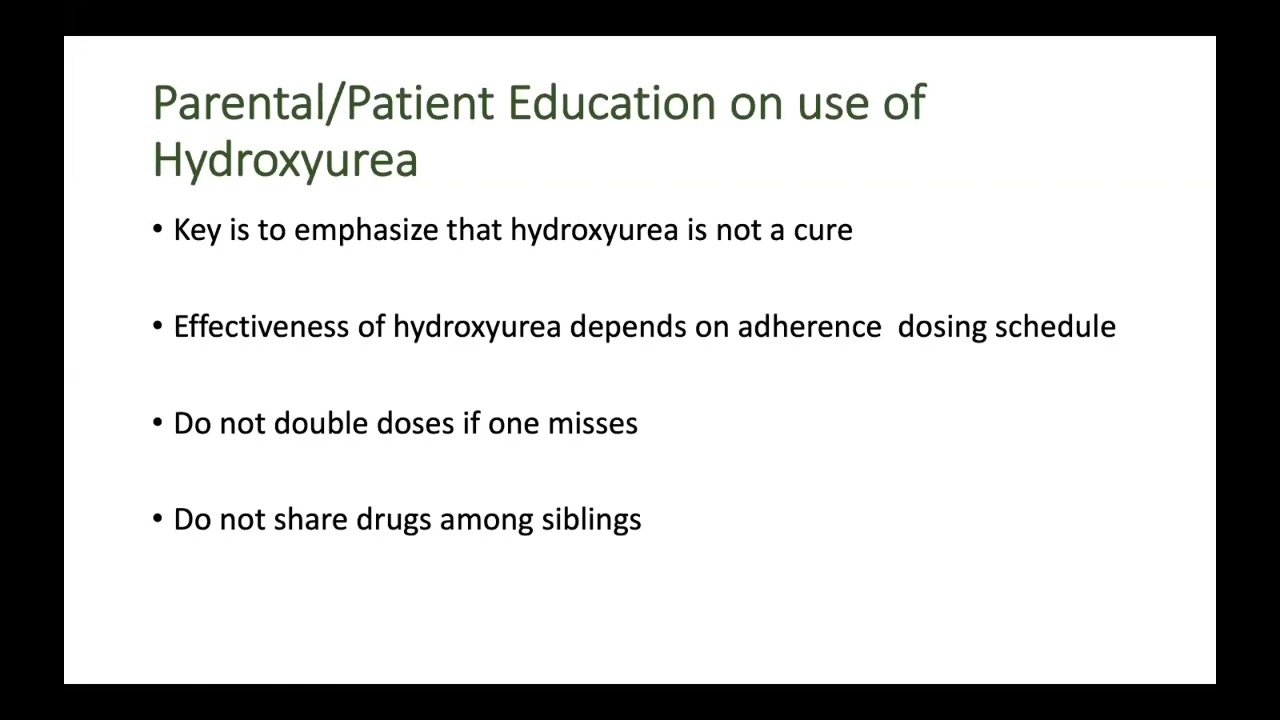 Parental/Patient Education on use of
Hydroxyurea
• Key is to emphasize that hydroxyurea is not a cure
• Effectiveness of hydroxyurea depends on adherence  dosing schedule
• Do not double doses if one misses
• Do not share drugs among siblings